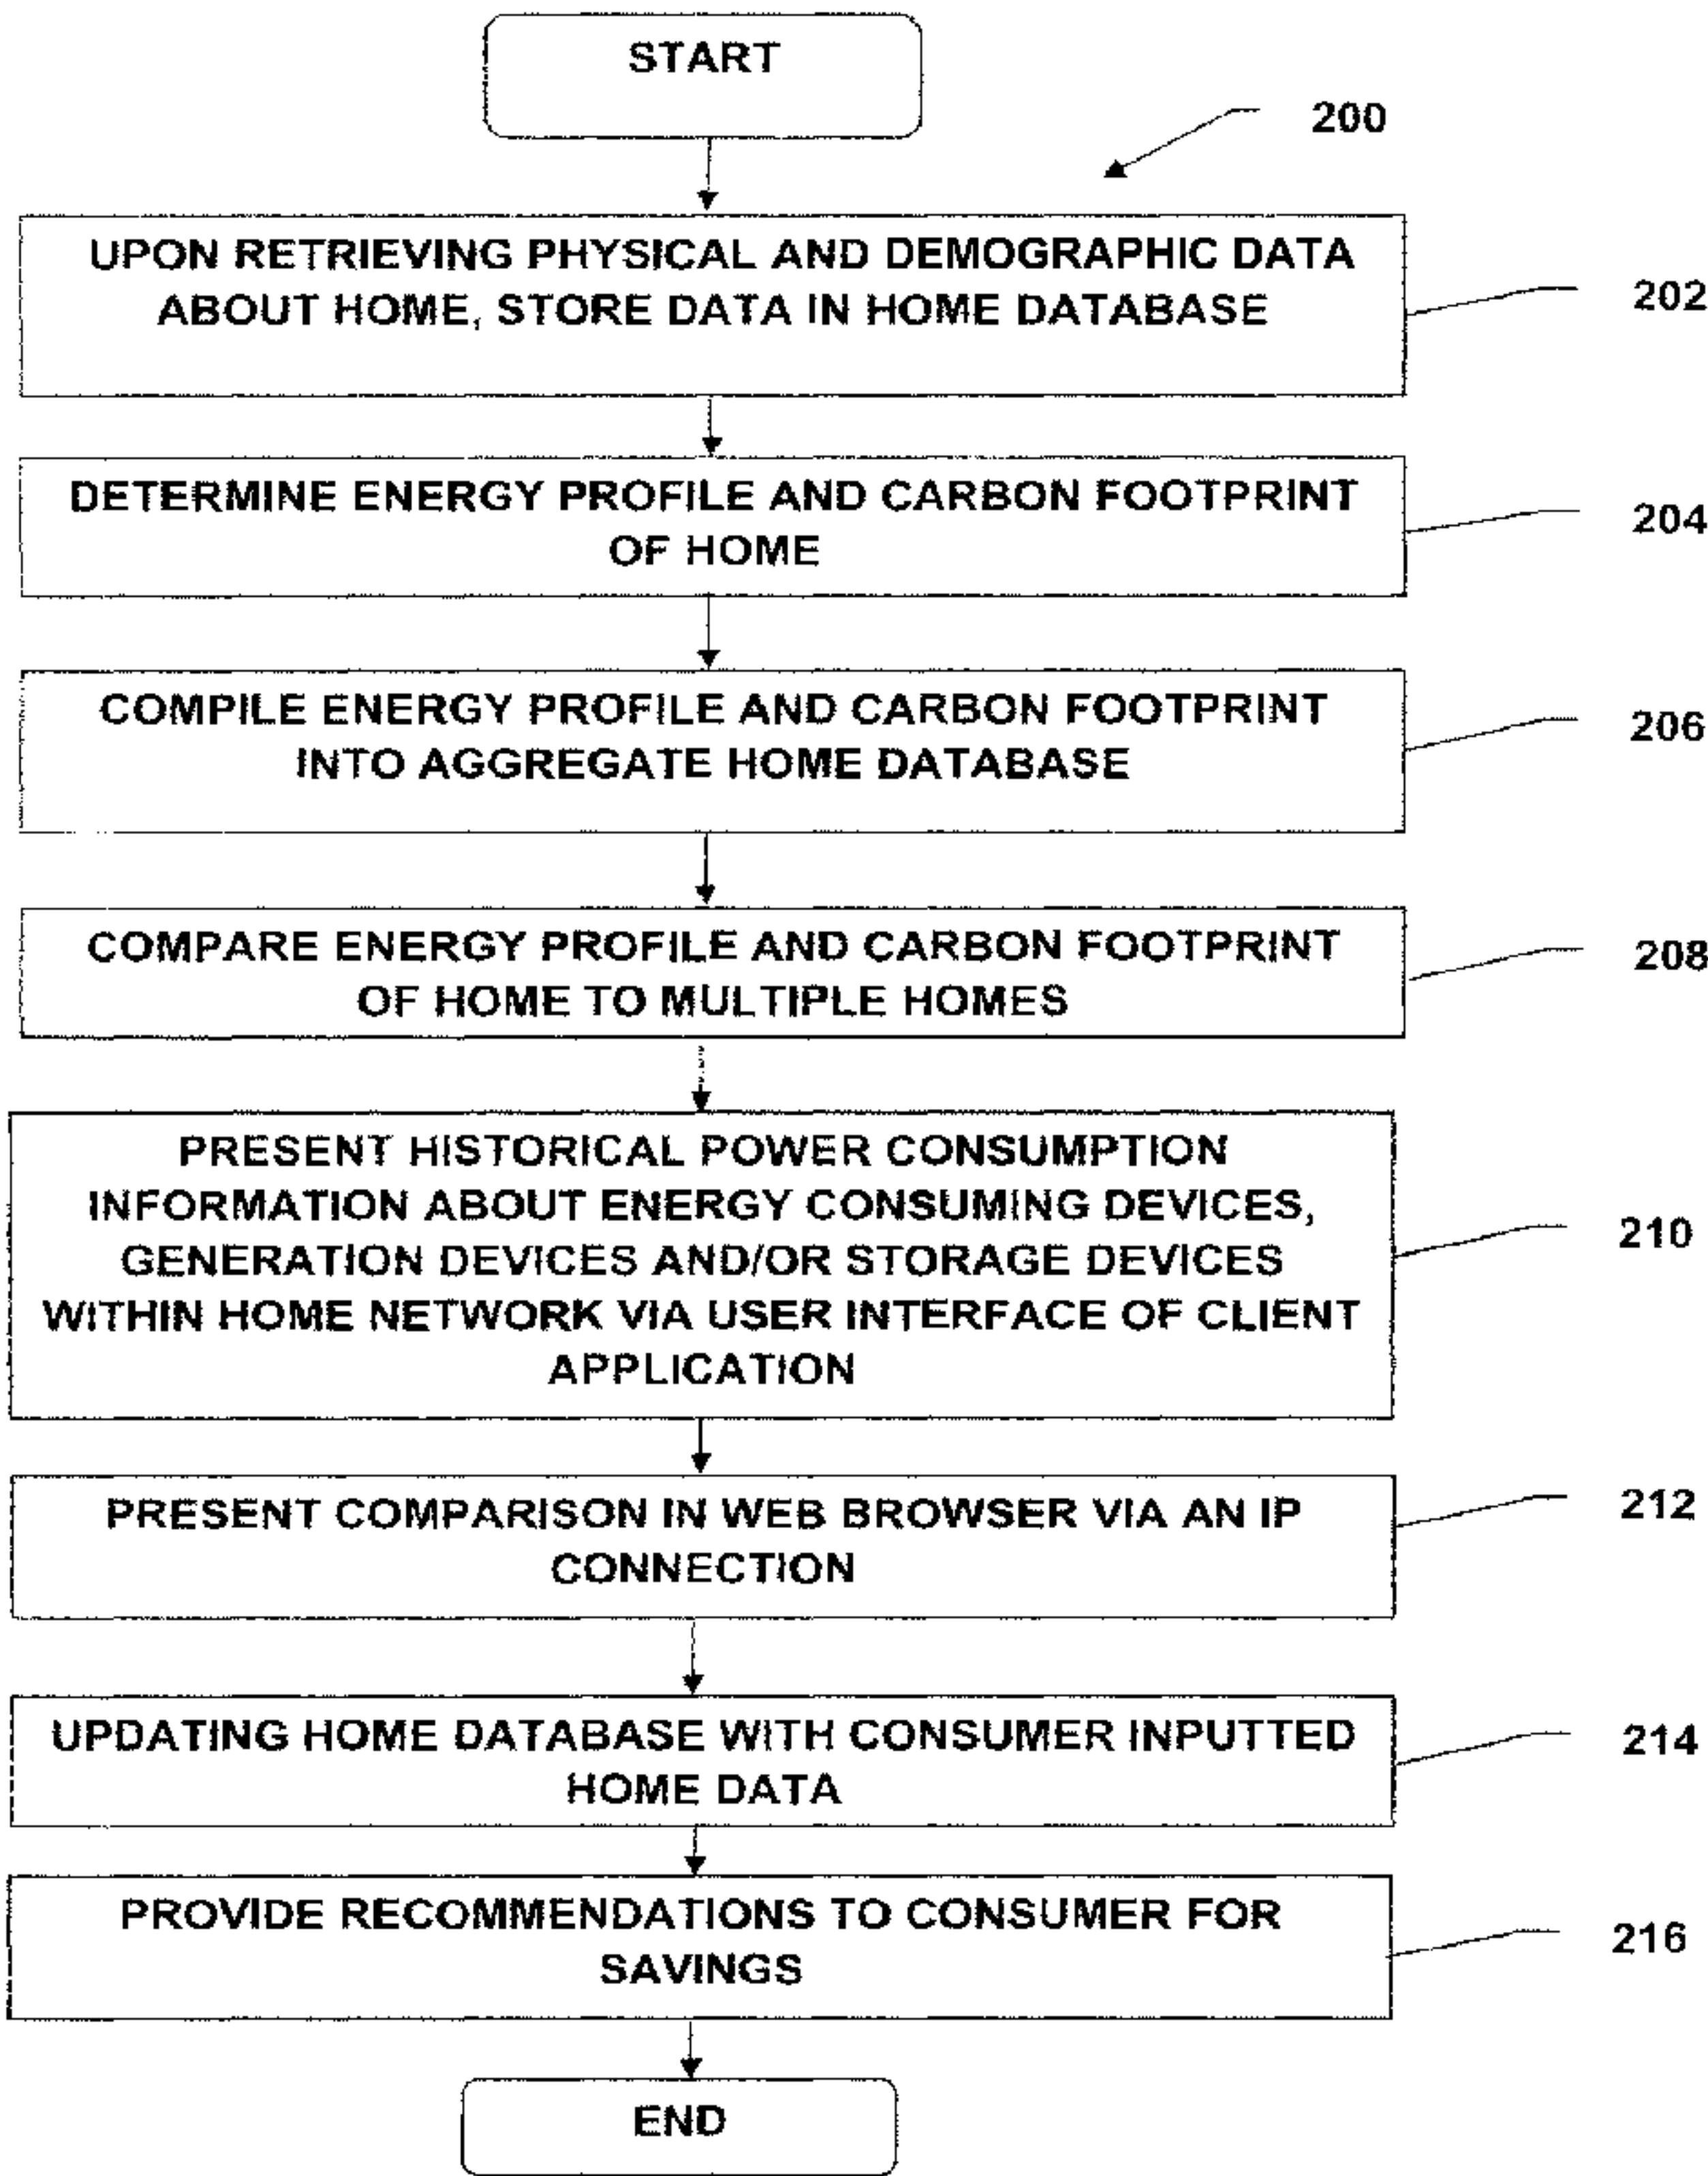 START
200
UPON RETRIEVING PHYSICAL AND DEMOGRAPHIC DATA
ABOUT HOME, STORE DATA IN HOME DATABASE
202
DETERMINE ENERGY PROFILE AND CARBON FOOTPRINT
OF HOME
204
COMPILE ENERGY PROFILE AND CARBON FOOTPRINT
INTO AGGREGATE HOME DATABASE
206
COMPARE ENERGY PROFILE AND CARBON FOOTPRINT
OF HOME TO MULTIPLE HOMES
208
PRESENT HISTORICAL POWER CONSUMPTION
INFORMATION ABOUT ENERGY CONSUMING DEVICES,
GENERATION DEVICES AND/OR STORAGE DEVICES
WITHIN HOME NETWORK VIA USER INTERFACE OF CLIENT
APPLICATION
210
PRESENT COMPARISON IN WEB BROWSER VIA AN IP
CONNECTION
212
UPDATING HOME DATABASE WITH CONSUMER INPUTTED
HOME DATA
214
PROVIDE RECOMMENDATIONS TO CONSUMER FOR
SAVINGS
216
END